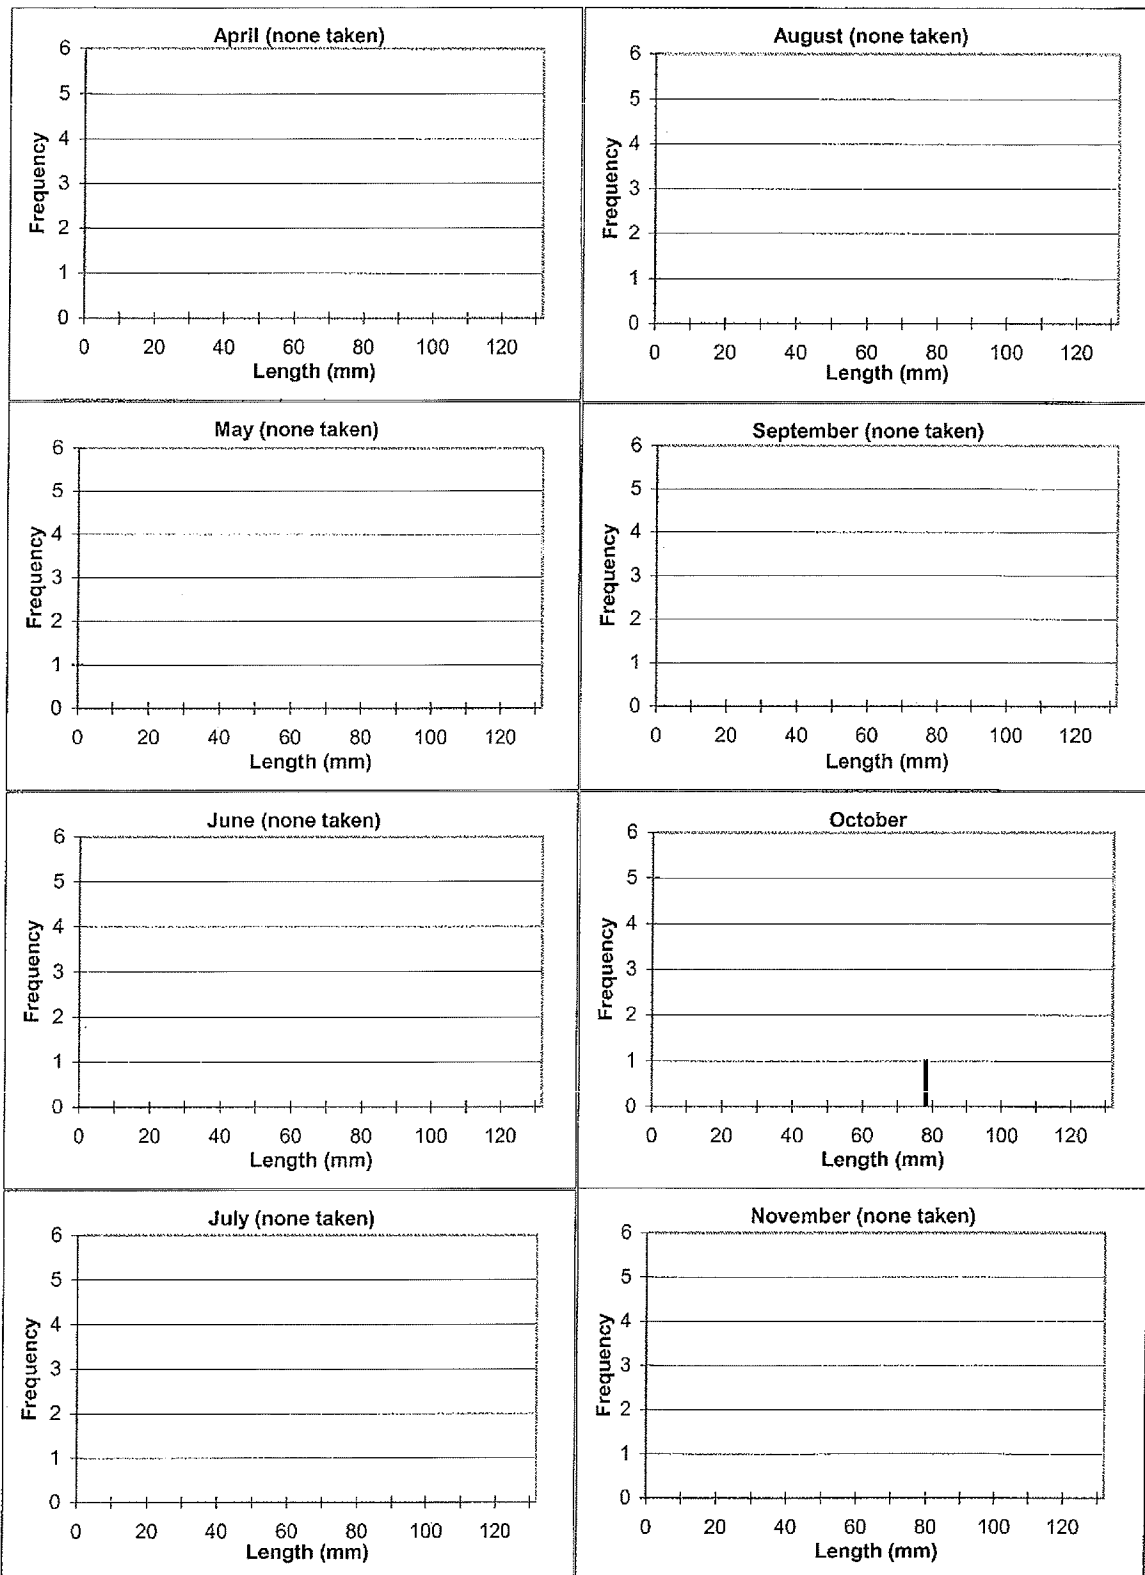 April (none taken)
6
5
4
3
2
1
0
Frequency
0 20 40 60 80 100 120
Length (mm)
August (none taken)
6
5
4
3
2
1
0
Frequency
0 20 40 60 80 100 120
Length (mm)
May (none taken)
6
5
4
3
2
1
0
Frequency
0 20 40 60 80 100 120
Length (mm)
September (none taken)
6
5
4
3
2
1
0
Frequency
0 20 40 60 80 100 120
Length (mm)
June (none taken)
6
5
4
3
2
1
0
Frequency
0 20 40 60 80 100 120
Length (mm)
October
6
5
4
3
2
1
0
Frequency
0 20 40 60 80 100 120
Length (mm)
July (none taken)
6
5
4
3
2
1
0
Frequency
0 20 40 60 80 100 120
Length (mm)
November (none taken)
6
5
4
3
2
1
0
Frequency
0 20 40 60 80 100 120
Length (mm)